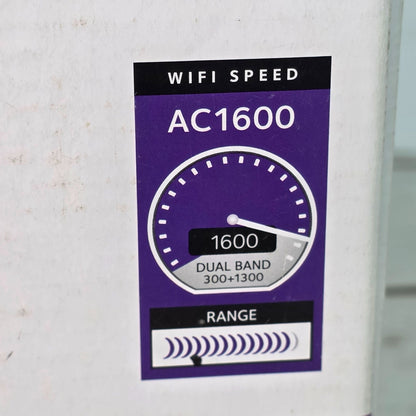 WIFI SPEED
AC1600
1600
DUAL BAND
300+1300
RANGE